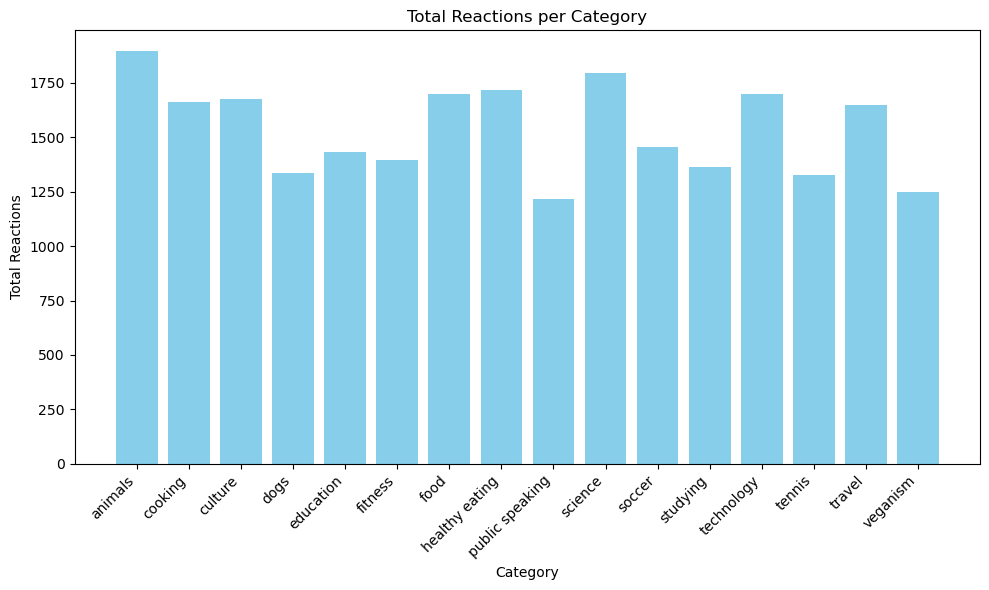 Total Reactions per Category
Total Reactions
1750
1500
1250
1000
750
500
250
0
animals
cooking
culture
dogs
education
fitness
food
healthy eating
public speaking
science
soccer
studying
technology
tennis
travel
veganism
Category